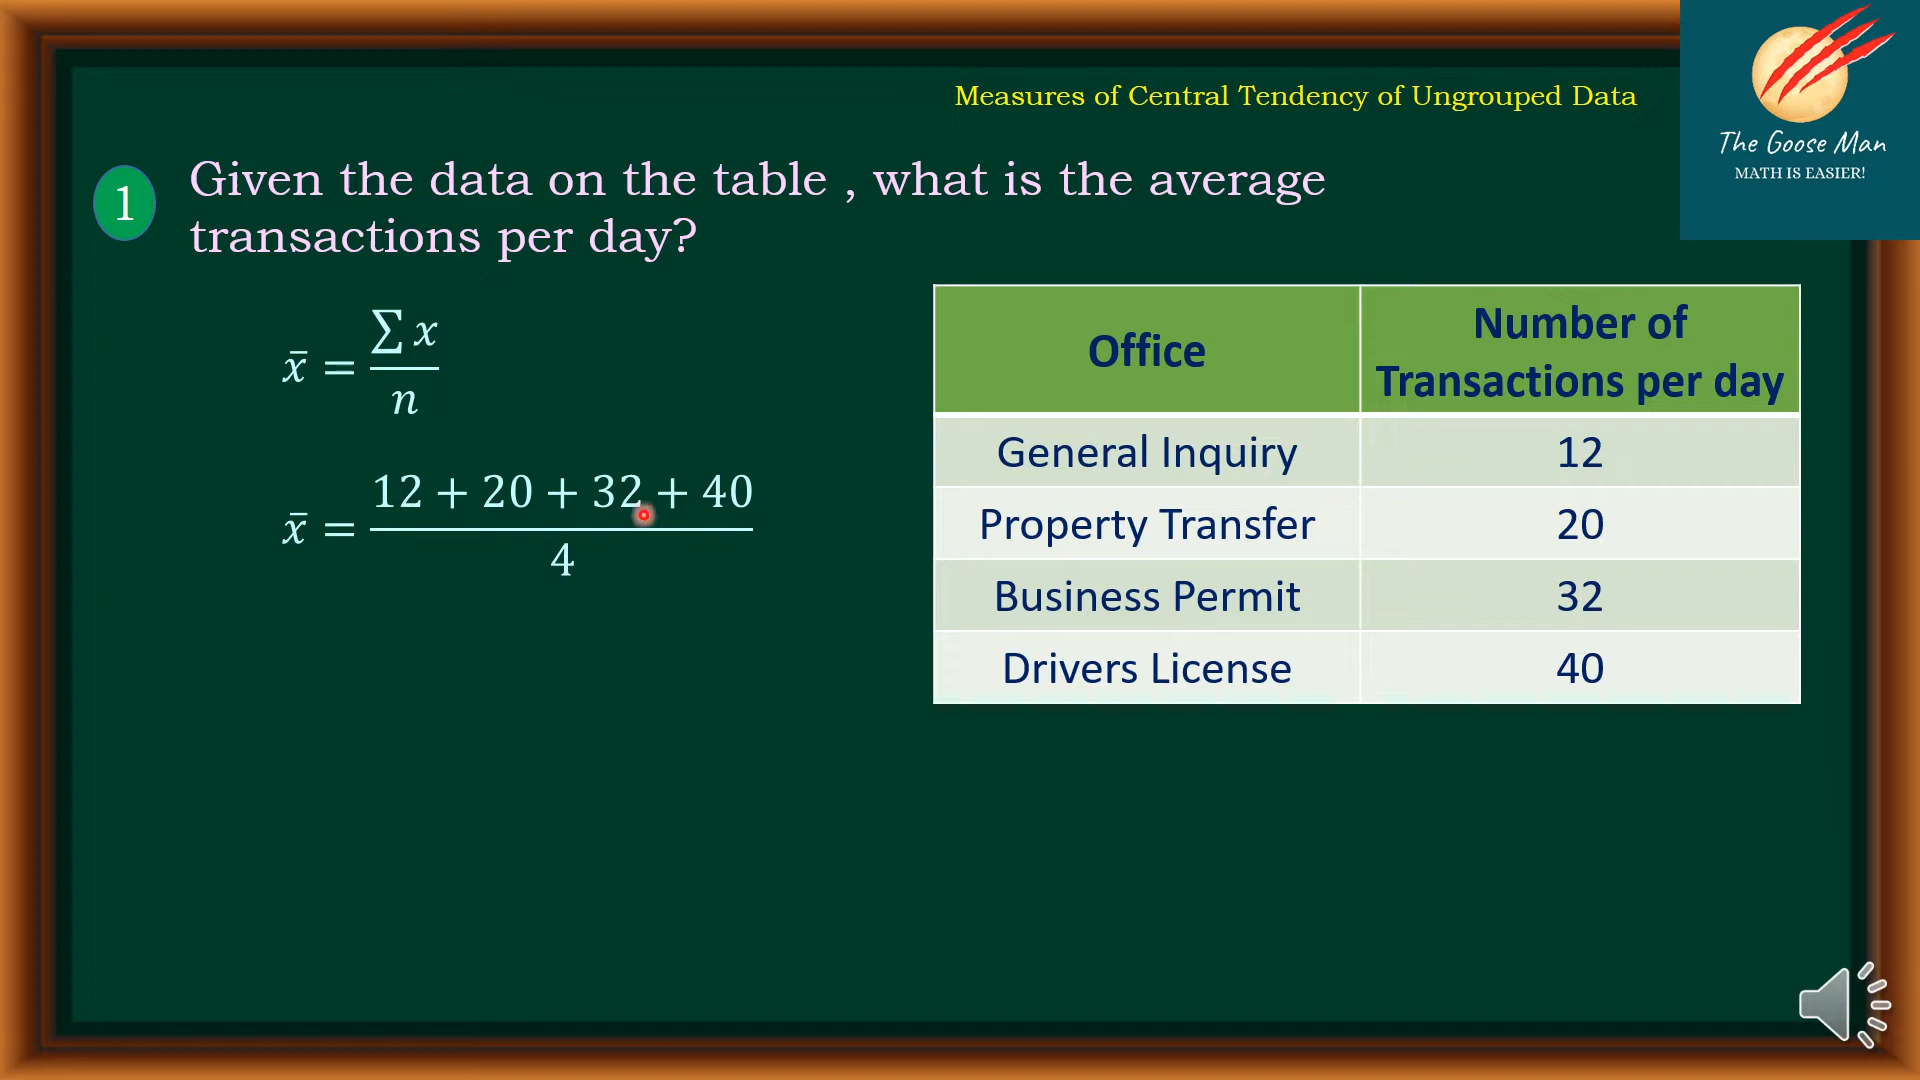 Measures of Central Tendency of Ungrouped Data
The Goose Man
MATH IS EASIER!
1
Given the data on the table , what is the average
transactions per day?
x̄ = ∑ x / n
x̄ = 12 + 20 + 32 + 40 / 4
Office Number of Transactions per day
General Inquiry 12
Property Transfer 20
Business Permit 32
Drivers License 40